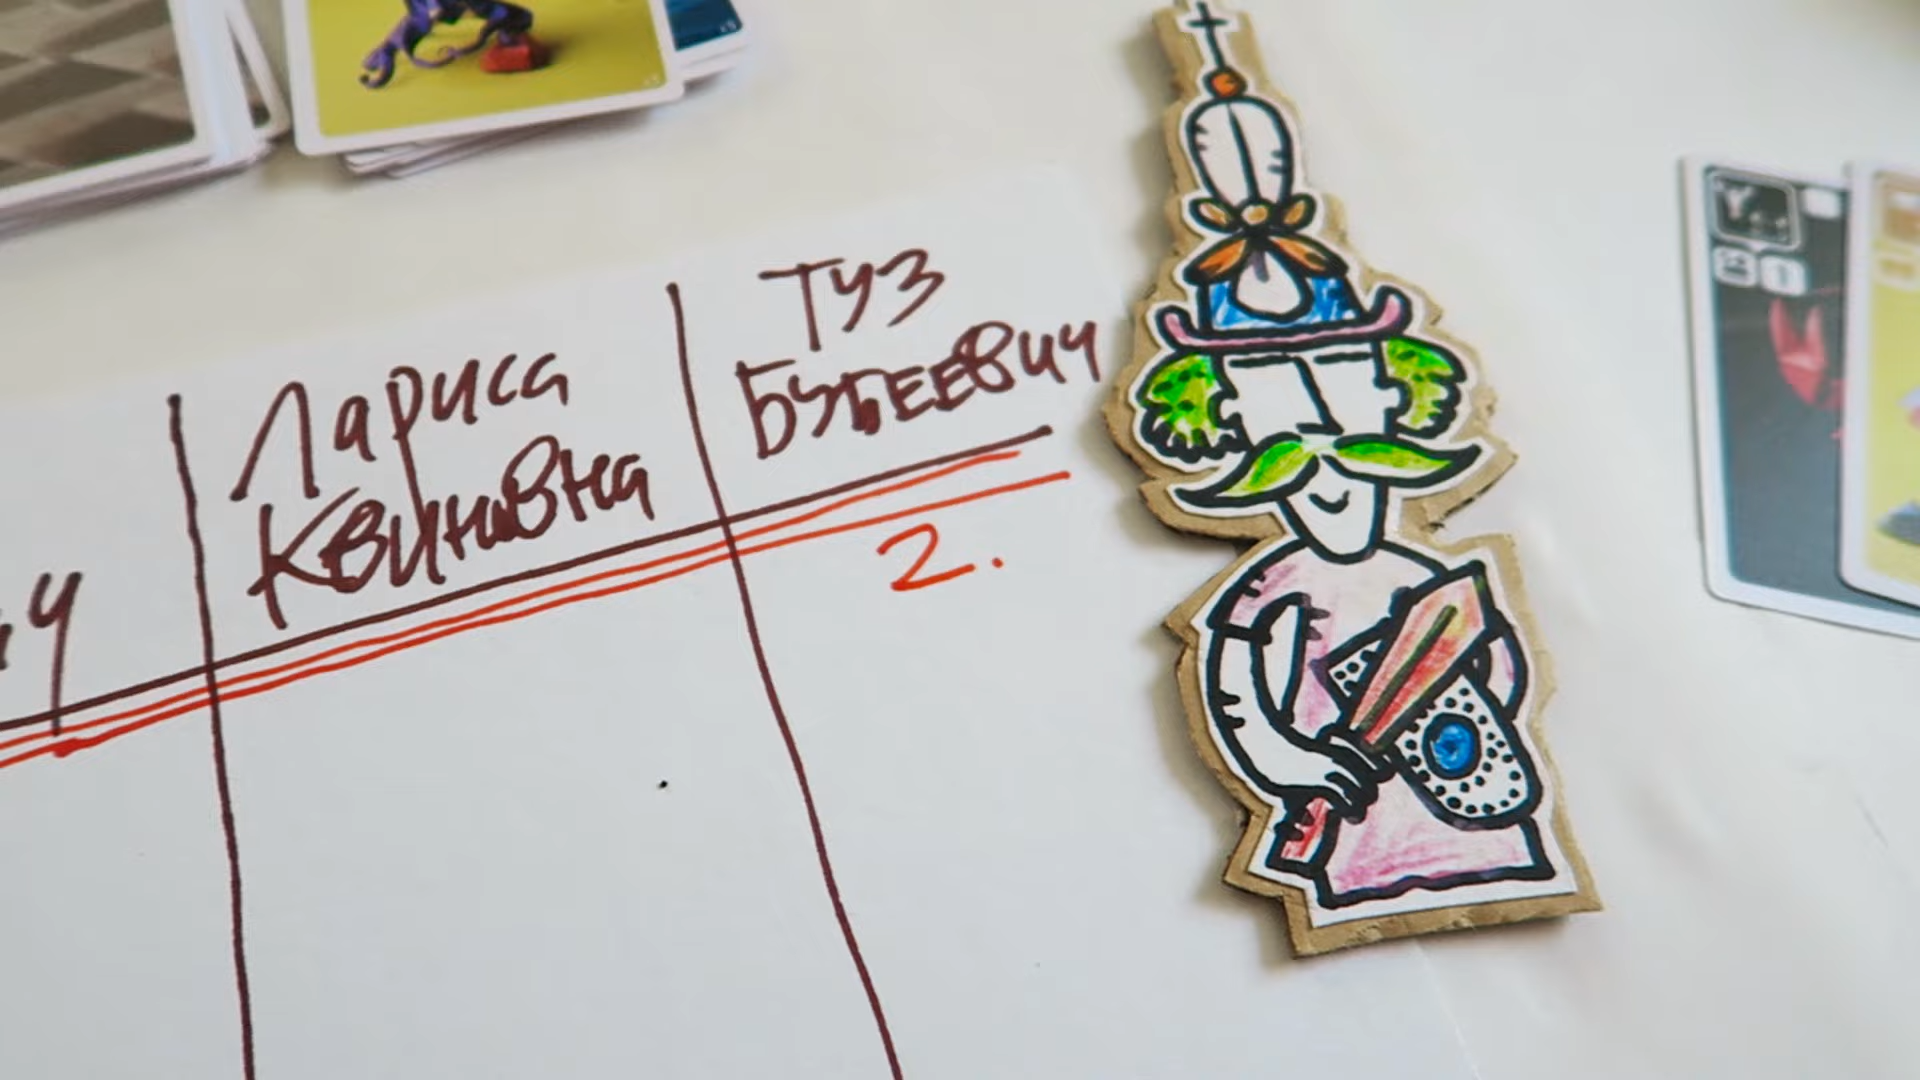 Лариса
Квиновна
Туз
Бубеевич
2.